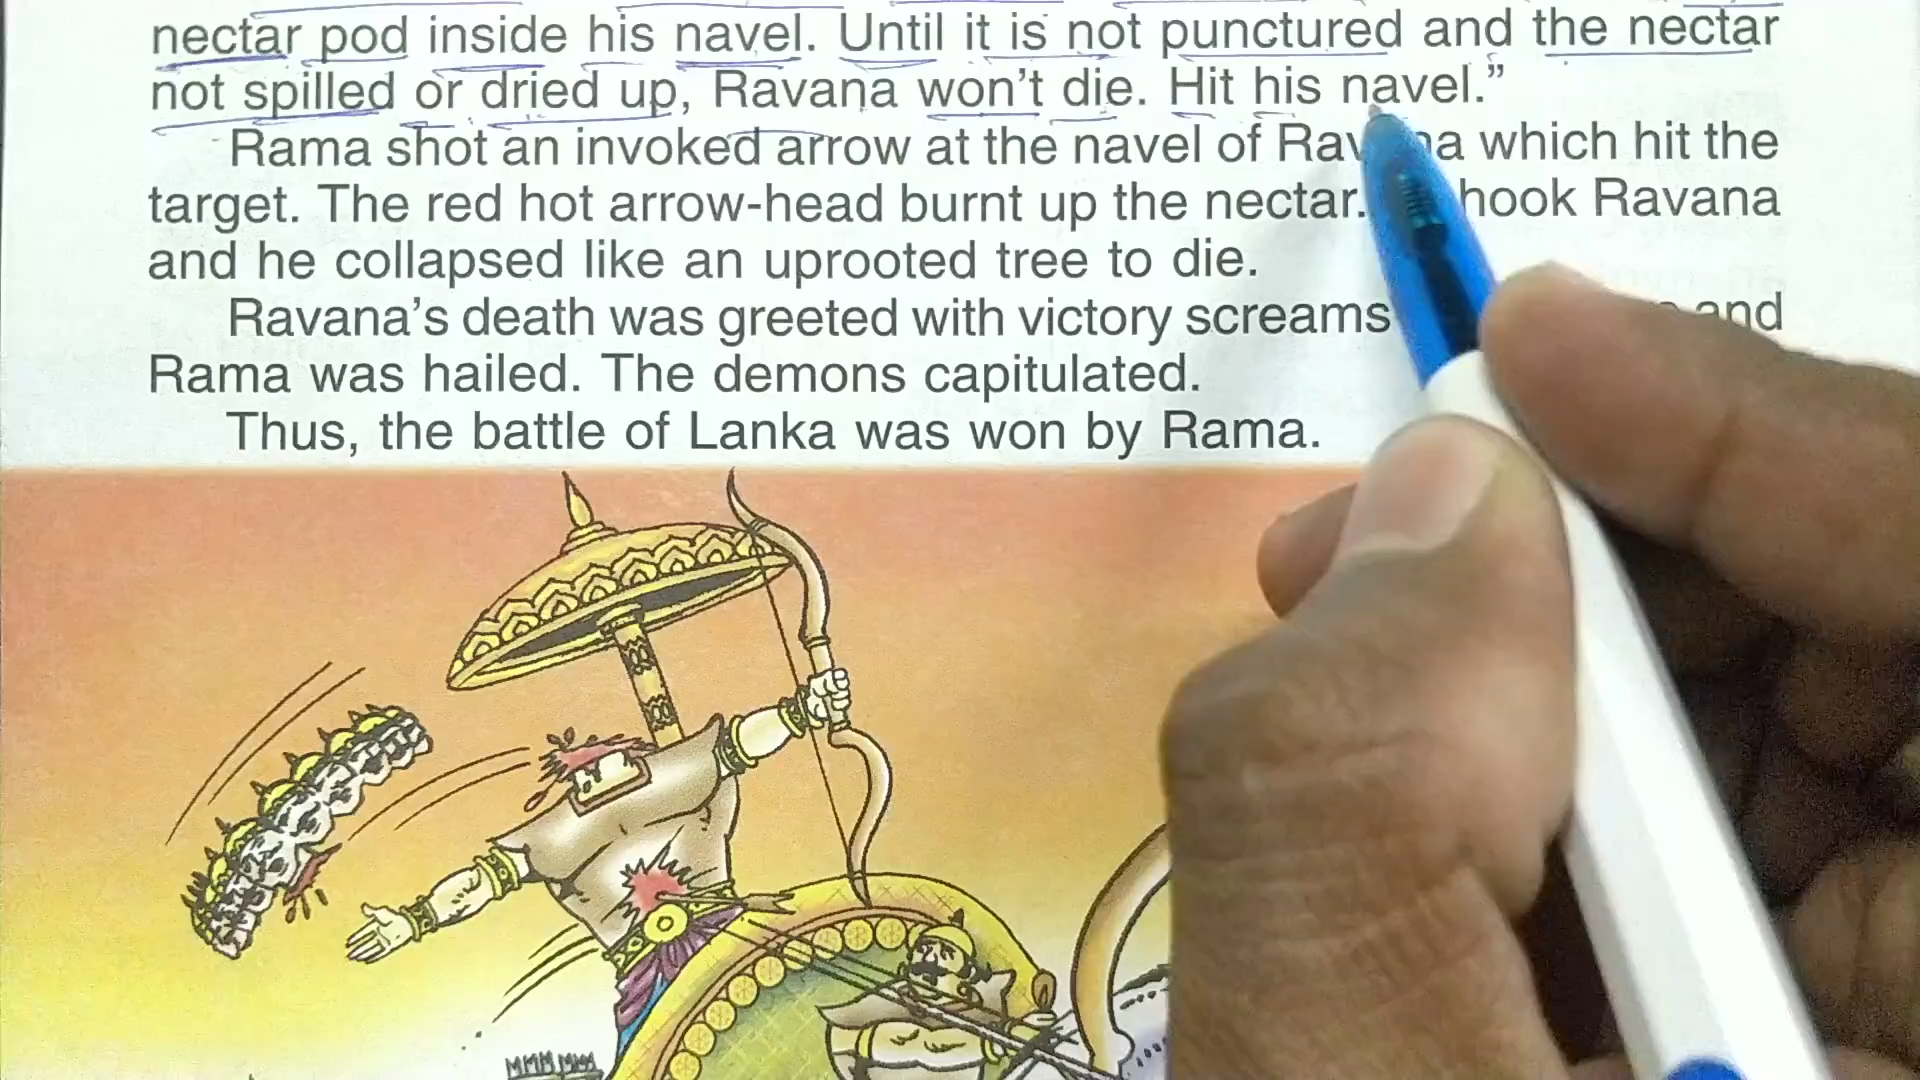 nectar pod inside his navel. Until it is not punctured and the nectar
not spilled or dried up, Ravana won't die. Hit his navel.”
Rama shot an invoked arrow at the navel of which hit the
target. The red hot arrow-head burnt up the nectar. Ravana
and he collapsed like an uprooted tree to die.
Ravana's death was greeted with victory screams and
Rama was hailed. The demons capitulated.
Thus, the battle of Lanka was won by Rama.